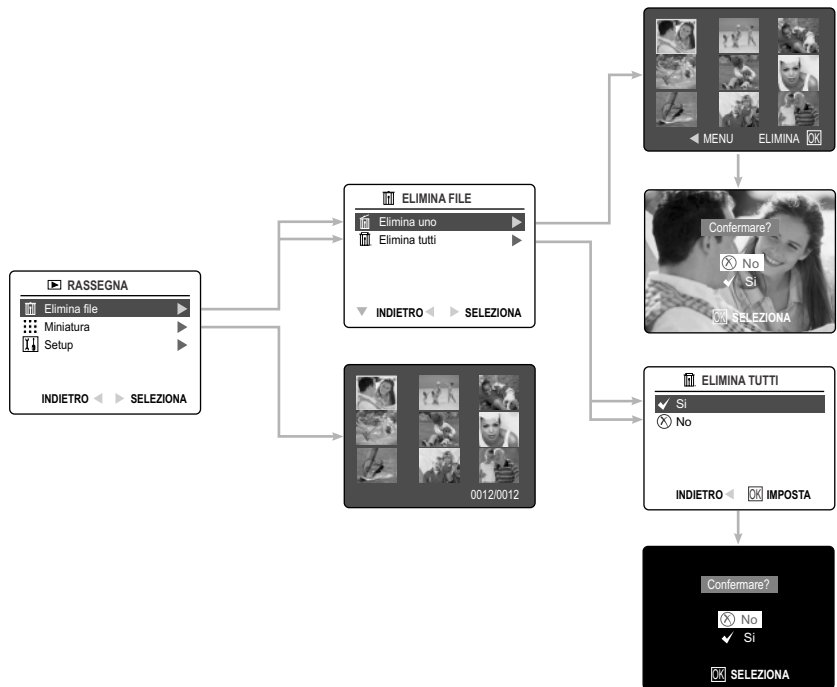 RASSEGNA
Elimina file
Miniatura
Setup
INDIETRO SELEZIONA
ELIMINA FILE
Elimina uno
Elimina tutti
INDIETRO SELEZIONA
0012/0012
MENU ELIMINA OK
Confermare?
No
Si
OK SELEZIONA
ELIMINA TUTTI
Si
No
INDIETRO OK IMPOSTA
Confermare?
No
Si
OK SELEZIONA